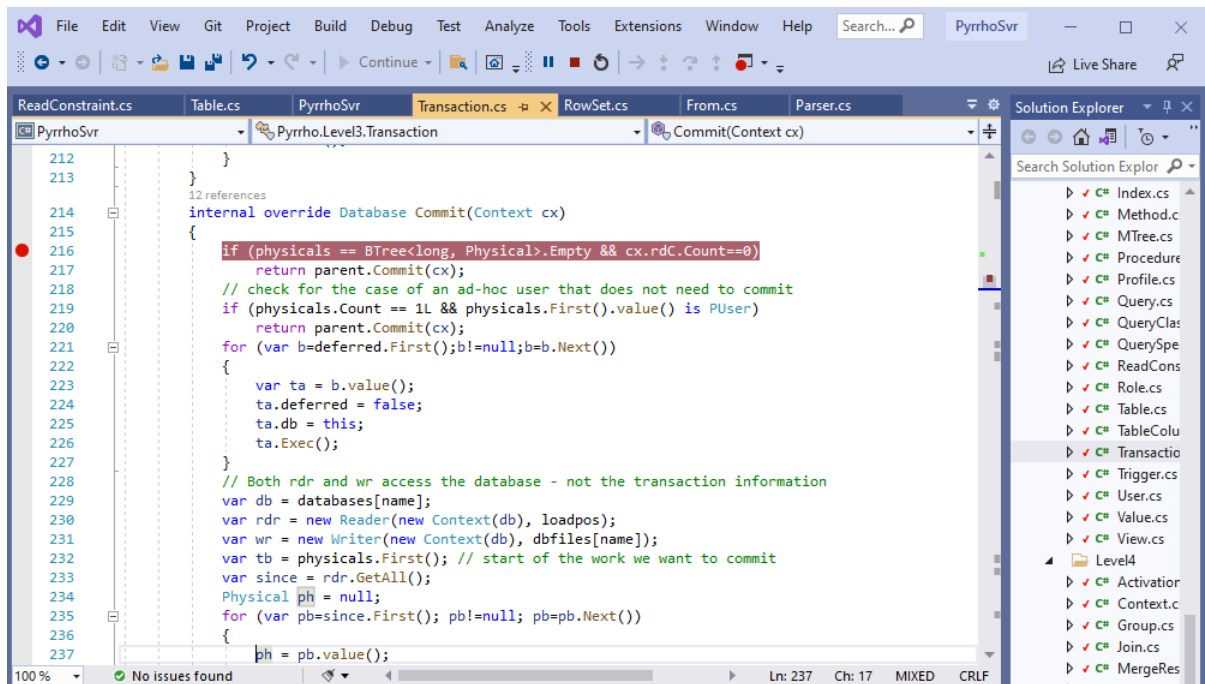 File Edit View Git Project Build Debug Test Analyze Tools Extensions Window Help Search... PyrrhoSvr
Continue Live Share
ReadConstraint.cs Table.cs PyrrhoSvr Transaction.cs RowSet.cs From.cs Parser.cs Solution Explorer
PyrrhoSvr Pyrrho.Level3.Transaction Commit(Context cx)
Search Solution Explor
212 }
213 }
12 references
214 internal override Database Commit(Context cx)
215 {
216 if (physicals == BTree<long, Physical>.Empty && cx.rdC.Count==0)
217 return parent.Commit(cx);
218 // check for the case of an ad-hoc user that does not need to commit
219 if (physicals.Count == 1L && physicals.First().value() is PUser)
220 return parent.Commit(cx);
221 for (var b=deferred.First();b!=null;b=b.Next())
222 {
223 var ta = b.value();
224 ta.deferred = false;
225 ta.db = this;
226 ta.Exec();
227 }
228 // Both rdr and wr access the database - not the transaction information
229 var db = databases[name];
230 var rdr = new Reader(new Context(db), loadpos);
231 var wr = new Writer(new Context(db), dbfiles[name]);
232 var tb = physicals.First(); // start of the work we want to commit
233 var since = rdr.GetAll();
234 Physical ph = null;
235 for (var pb=since.First(); pb!=null; pb=pb.Next())
236 {
237 ph = pb.value();
C# Index.cs
C# Method.c
C# MTree.cs
C# Procedure
C# Profile.cs
C# Query.cs
C# QueryClas
C# QuerySpe
C# ReadCons
C# Role.cs
C# Table.cs
C# TableColu
C# Transactio
C# Trigger.cs
C# User.cs
C# Value.cs
C# View.cs
Level4
C# Activation
C# Context.c
C# Group.cs
C# Join.cs
C# MergeRes
100 % No issues found Ln: 237 Ch: 17 MIXED CRLF